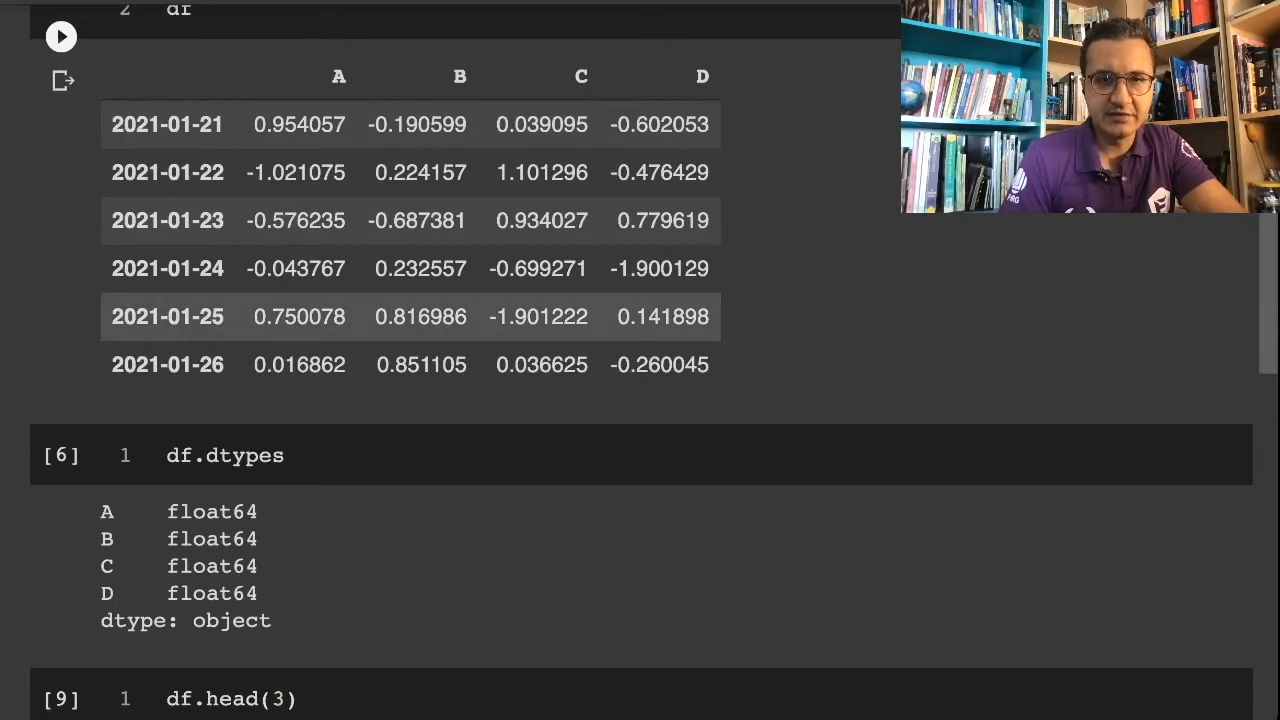 2 df
A B C D
2021-01-21 0.954057 -0.190599 0.039095 -0.602053
2021-01-22 -1.021075 0.224157 1.101296 -0.476429
2021-01-23 -0.576235 -0.687381 0.934027 0.779619
2021-01-24 -0.043767 0.232557 -0.699271 -1.900129
2021-01-25 0.750078 0.816986 -1.901222 0.141898
2021-01-26 0.016862 0.851105 0.036625 -0.260045
[6] 1 df.dtypes
A float64
B float64
C float64
D float64
dtype: object
[9] 1 df.head(3)